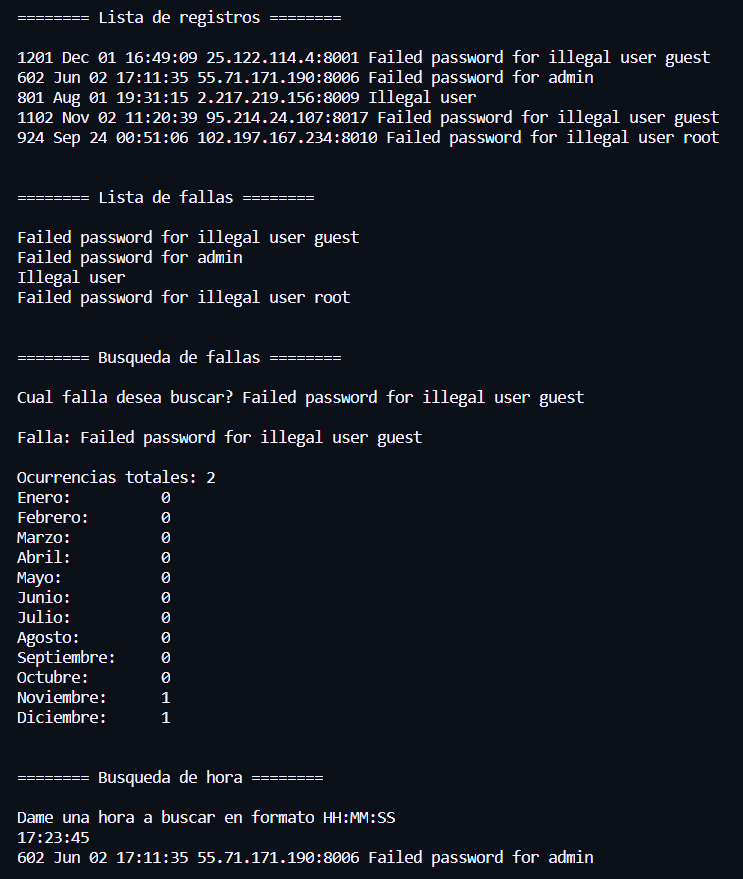 ======== Lista de registros ========
1201 Dec 01 16:49:09 25.122.114.4:8001 Failed password for illegal user guest
602 Jun 02 17:11:35 55.71.171.190:8006 Failed password for admin
801 Aug 01 19:31:15 2.217.219.156:8009 Illegal user
1102 Nov 02 11:20:39 95.214.24.107:8017 Failed password for illegal user guest
924 Sep 24 00:51:06 102.197.167.234:8010 Failed password for illegal user root
======== Lista de fallas ========
Failed password for illegal user guest
Failed password for admin
Illegal user
Failed password for illegal user root
======== Busqueda de fallas ========
Cual falla desea buscar? Failed password for illegal user guest
Falla: Failed password for illegal user guest
Ocurrencias totales: 2
Enero: 0
Febrero: 0
Marzo: 0
Abril: 0
Mayo: 0
Junio: 0
Julio: 0
Agosto: 0
Septiembre: 0
Octubre: 0
Noviembre: 1
Diciembre: 1
======== Busqueda de hora ========
Dame una hora a buscar en formato HH:MM:SS
17:23:45
602 Jun 02 17:11:35 55.71.171.190:8006 Failed password for admin